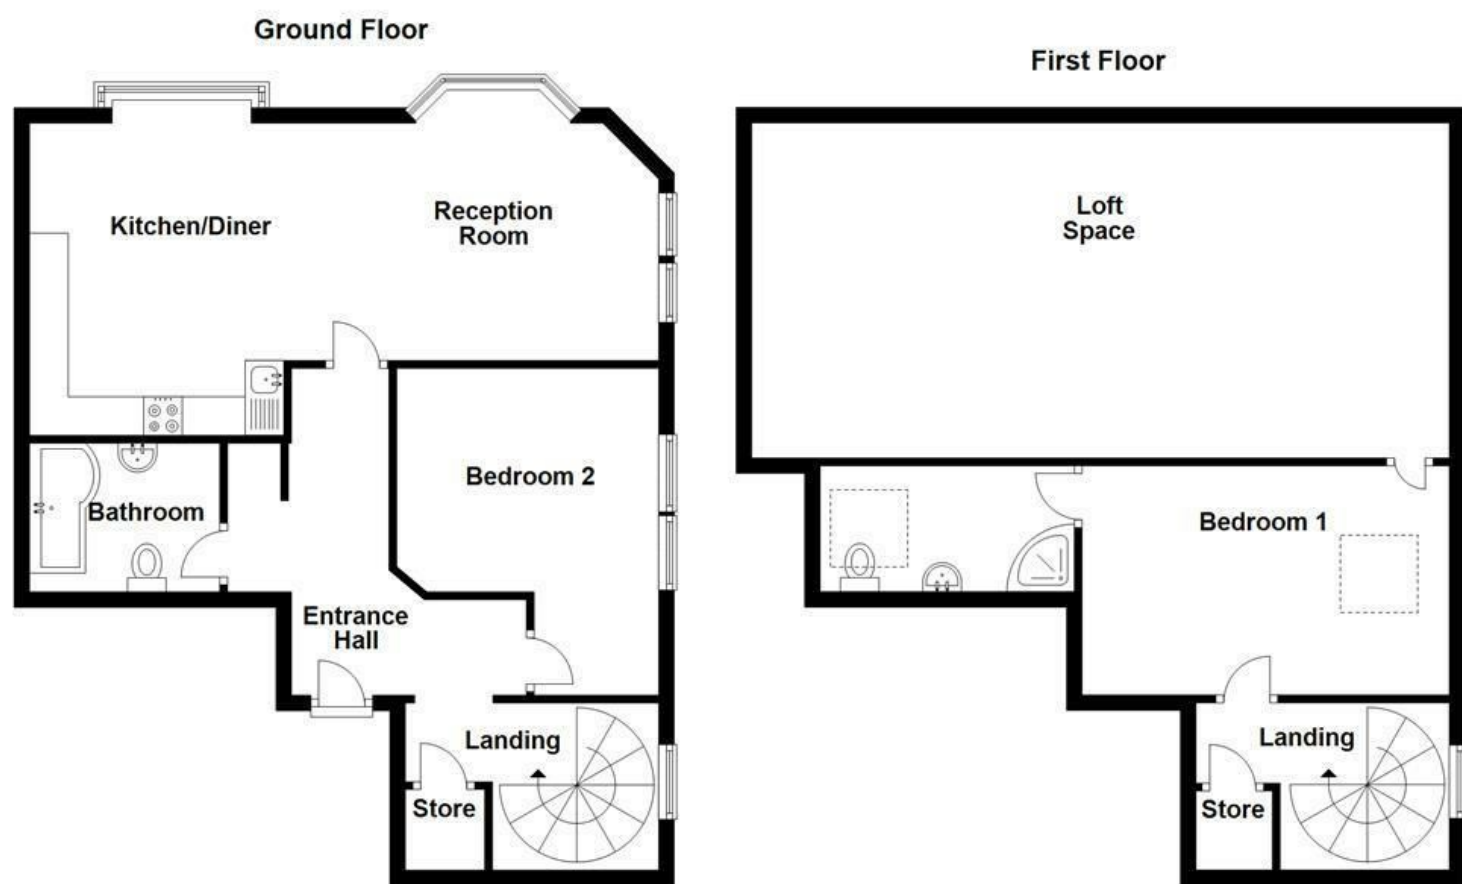 Ground Floor
Kitchen/Diner
Reception
Room
Bathroom
Bedroom 2
Entrance
Hall
Landing
Store
First Floor
Loft
Space
Bedroom 1
Landing
Store